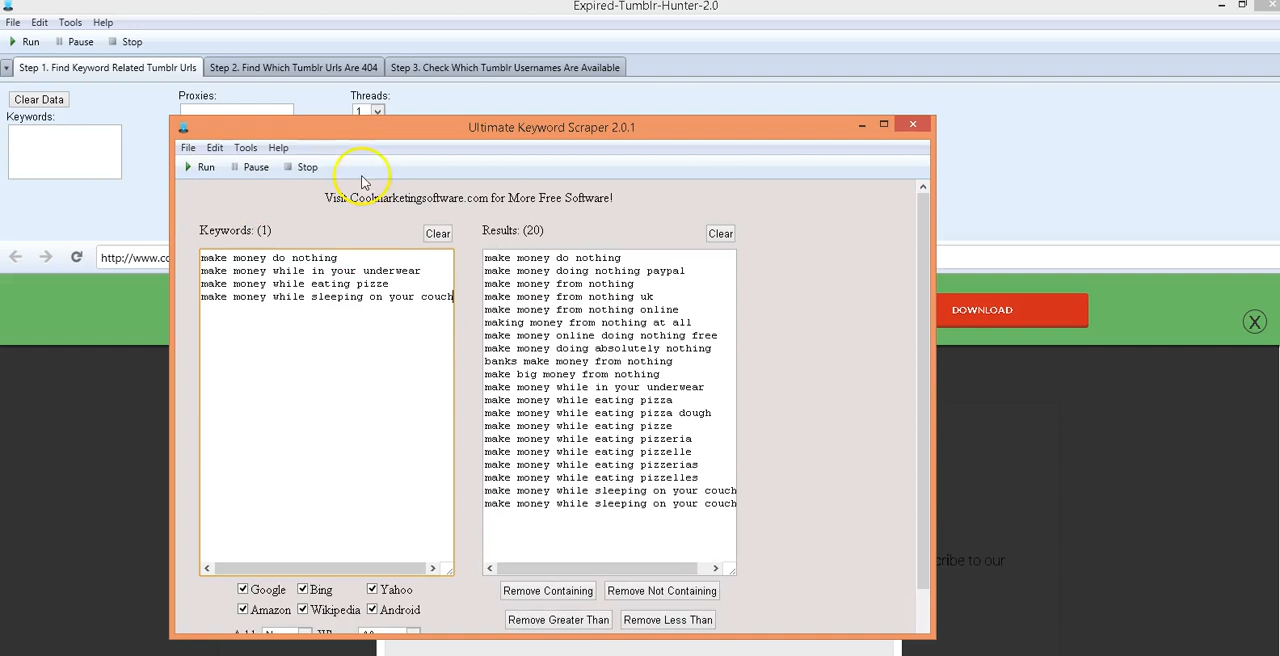 Expired-Tumblr-Hunter-2.0
File Edit Tools Help
Run Pause Stop
Step 1. Find Keyword Related Tumblr Urls Step 2. Find Which Tumblr Urls Are 404 Step 3. Check Which Tumblr Usernames Are Available
Clear Data Proxies: Threads:
Keywords: 1
Ultimate Keyword Scraper 2.0.1
File Edit Tools Help
Run Pause Stop
Visit Coolmarketingsoftware.com for More Free Software!
Keywords: (1) Clear
make money do nothing
make money while in your underwear
make money while eating pizze
make money while sleeping on your couch
Google Bing Yahoo
Amazon Wikipedia Android
Results: (20) Clear
make money do nothing
make money doing nothing paypal
make money from nothing
make money from nothing uk
make money from nothing online
making money from nothing at all
make money online doing nothing free
make money doing absolutely nothing
banks make money from nothing
make big money from nothing
make money while in your underwear
make money while eating pizza
make money while eating pizza dough
make money while eating pizze
make money while eating pizzeria
make money while eating pizzelle
make money while eating pizzerias
make money while eating pizzelles
make money while sleeping on your couch
make money while sleeping on your couch
Remove Containing Remove Not Containing
Remove Greater Than Remove Less Than
http://www.co
DOWNLOAD
X
scribe to our